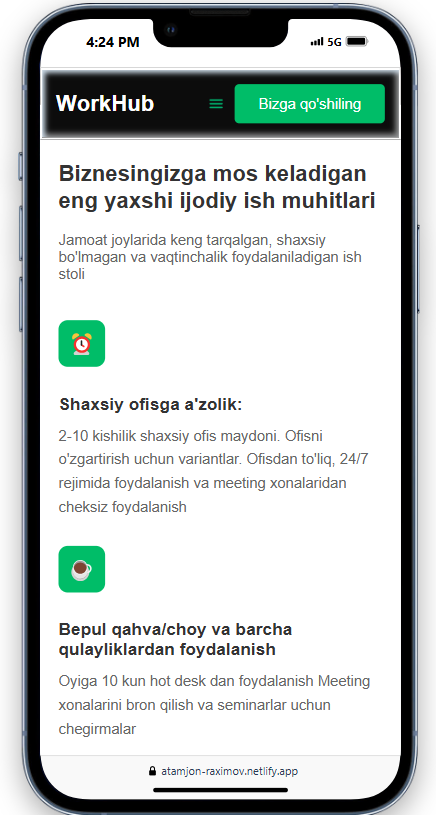 4:24 PM
5G
WorkHub
Bizga qo'shiling
Biznesingizga mos keladigan
eng yaxshi ijodiy ish muhitlari
Jamoat joylarida keng tarqalgan, shaxsiy
bo'lmagan va vaqtinchalik foydalaniladigan ish
stoli
Shaxsiy ofisga a'zolik:
2-10 kishilik shaxsiy ofis maydoni. Ofisni
o'zgartirish uchun variantlar. Ofisdan to'liq, 24/7
rejimida foydalanish va meeting xonalaridan
cheksiz foydalanish
Bepul qahva/choy va barcha
qulayliklardan foydalanish
Oyiga 10 kun hot desk dan foydalanish Meeting
xonalarini bron qilish va seminarlar uchun
chegirmalar
atamjon-raximov.netlify.app